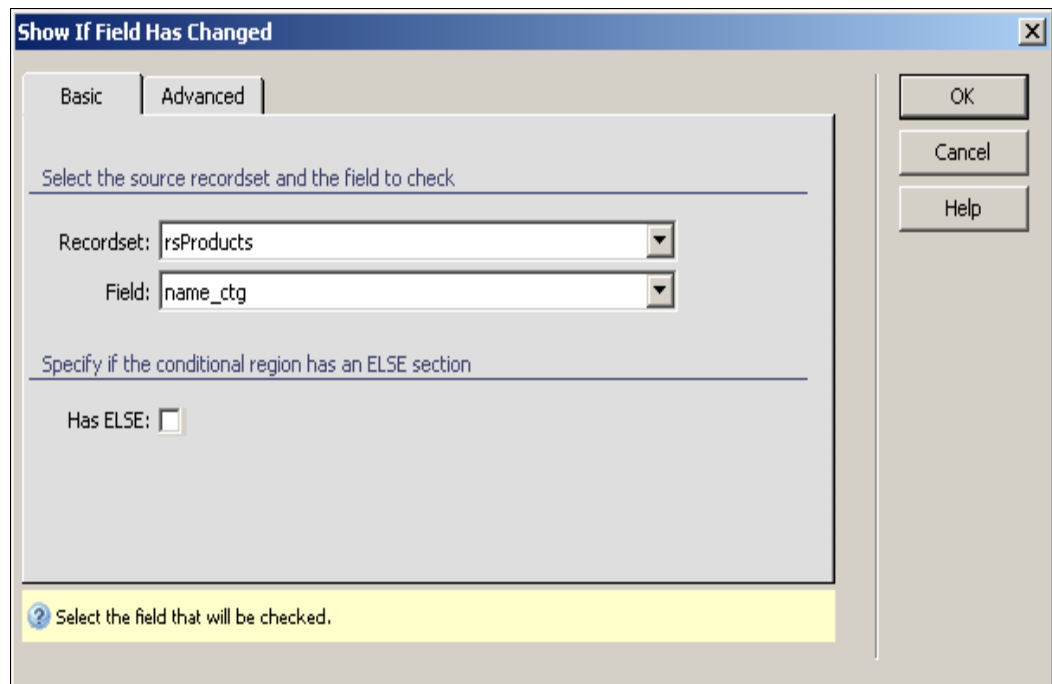 Show If Field Has Changed
Basic
Advanced
OK
Cancel
Help
Select the source recordset and the field to check
Recordset: rsProducts
Field: name_ctg
Specify if the conditional region has an ELSE section
Has ELSE:
Select the field that will be checked.